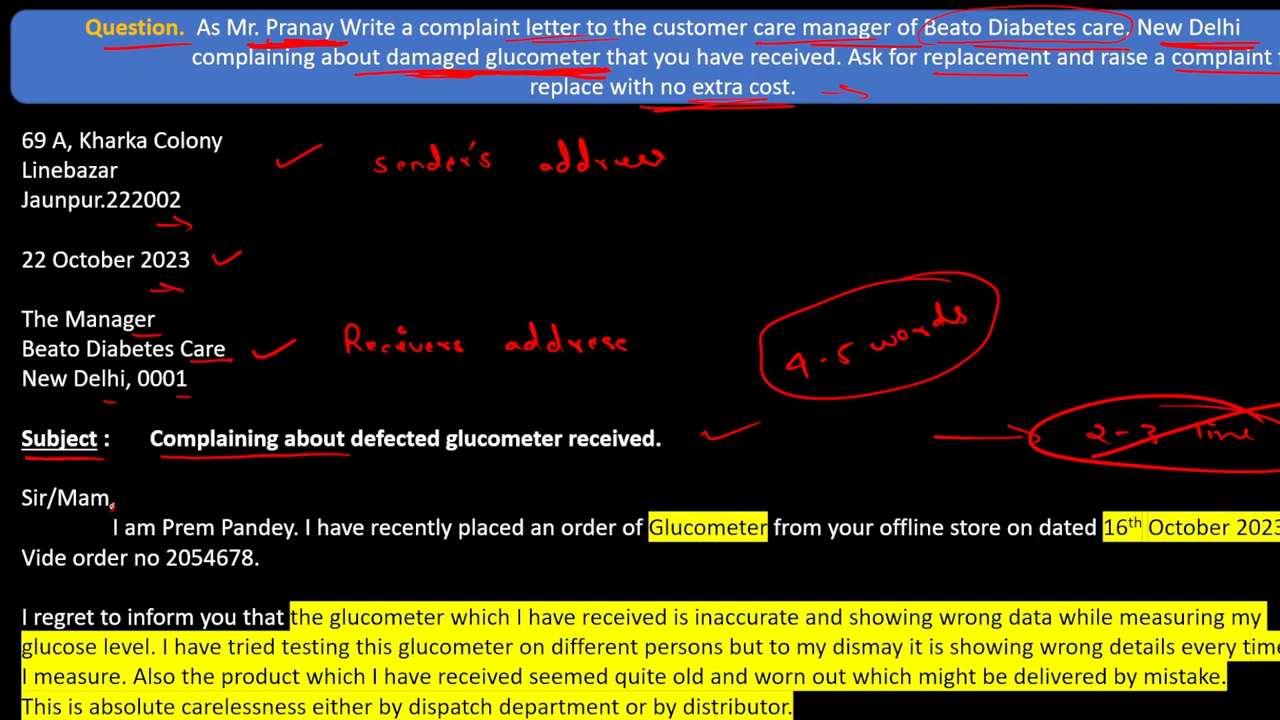 Question. As Mr. Pranay Write a complaint letter to the customer care manager of Beato Diabetes care, New Delhi
complaining about damaged glucometer that you have received. Ask for replacement and raise a complaint
replace with no extra cost.
69 A, Kharka Colony
Linebazar
Jaunpur.222002
sender's address
22 October 2023
The Manager
Beato Diabetes Care
New Delhi, 0001
Recievers address
4-5 words
Subject : Complaining about defected glucometer received.
2-3 line
Sir/Mam,
I am Prem Pandey. I have recently placed an order of Glucometer from your offline store on dated 16th October 2023
Vide order no 2054678.
I regret to inform you that the glucometer which I have received is inaccurate and showing wrong data while measuring my
glucose level. I have tried testing this glucometer on different persons but to my dismay it is showing wrong details every time
I measure. Also the product which I have received seemed quite old and worn out which might be delivered by mistake.
This is absolute carelessness either by dispatch department or by distributor.